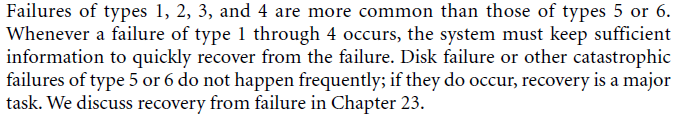 Failures of types 1, 2, 3, and 4 are more common than those of types 5 or 6.
Whenever a failure of type 1 through 4 occurs, the system must keep sufficient
information to quickly recover from the failure. Disk failure or other catastrophic
failures of type 5 or 6 do not happen frequently; if they do occur, recovery is a major
task. We discuss recovery from failure in Chapter 23.